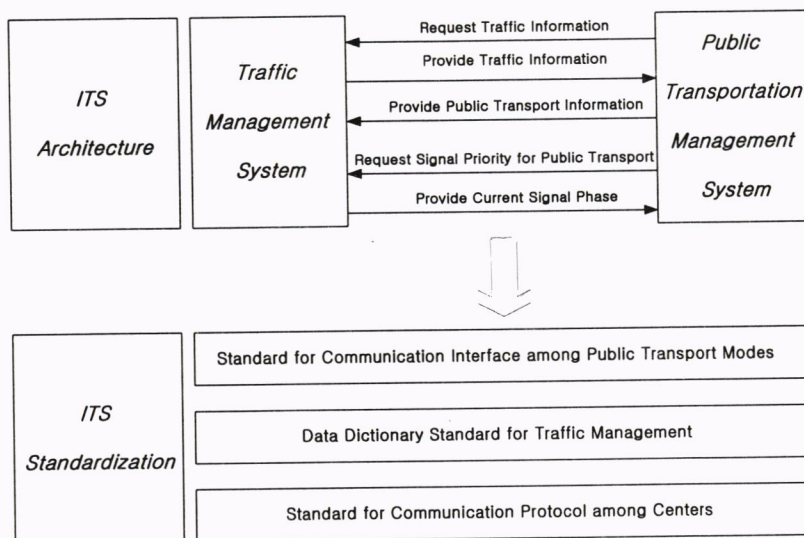 ITS
Architecture
Traffic
Management
System
Request Traffic Information
Provide Traffic Information
Provide Public Transport Information
Request Signal Priority for Public Transport
Provide Current Signal Phase
Public
Transportation
Management
System
ITS
Standardization
Standard for Communication Interface among Public Transport Modes
Data Dictionary Standard for Traffic Management
Standard for Communication Protocol among Centers